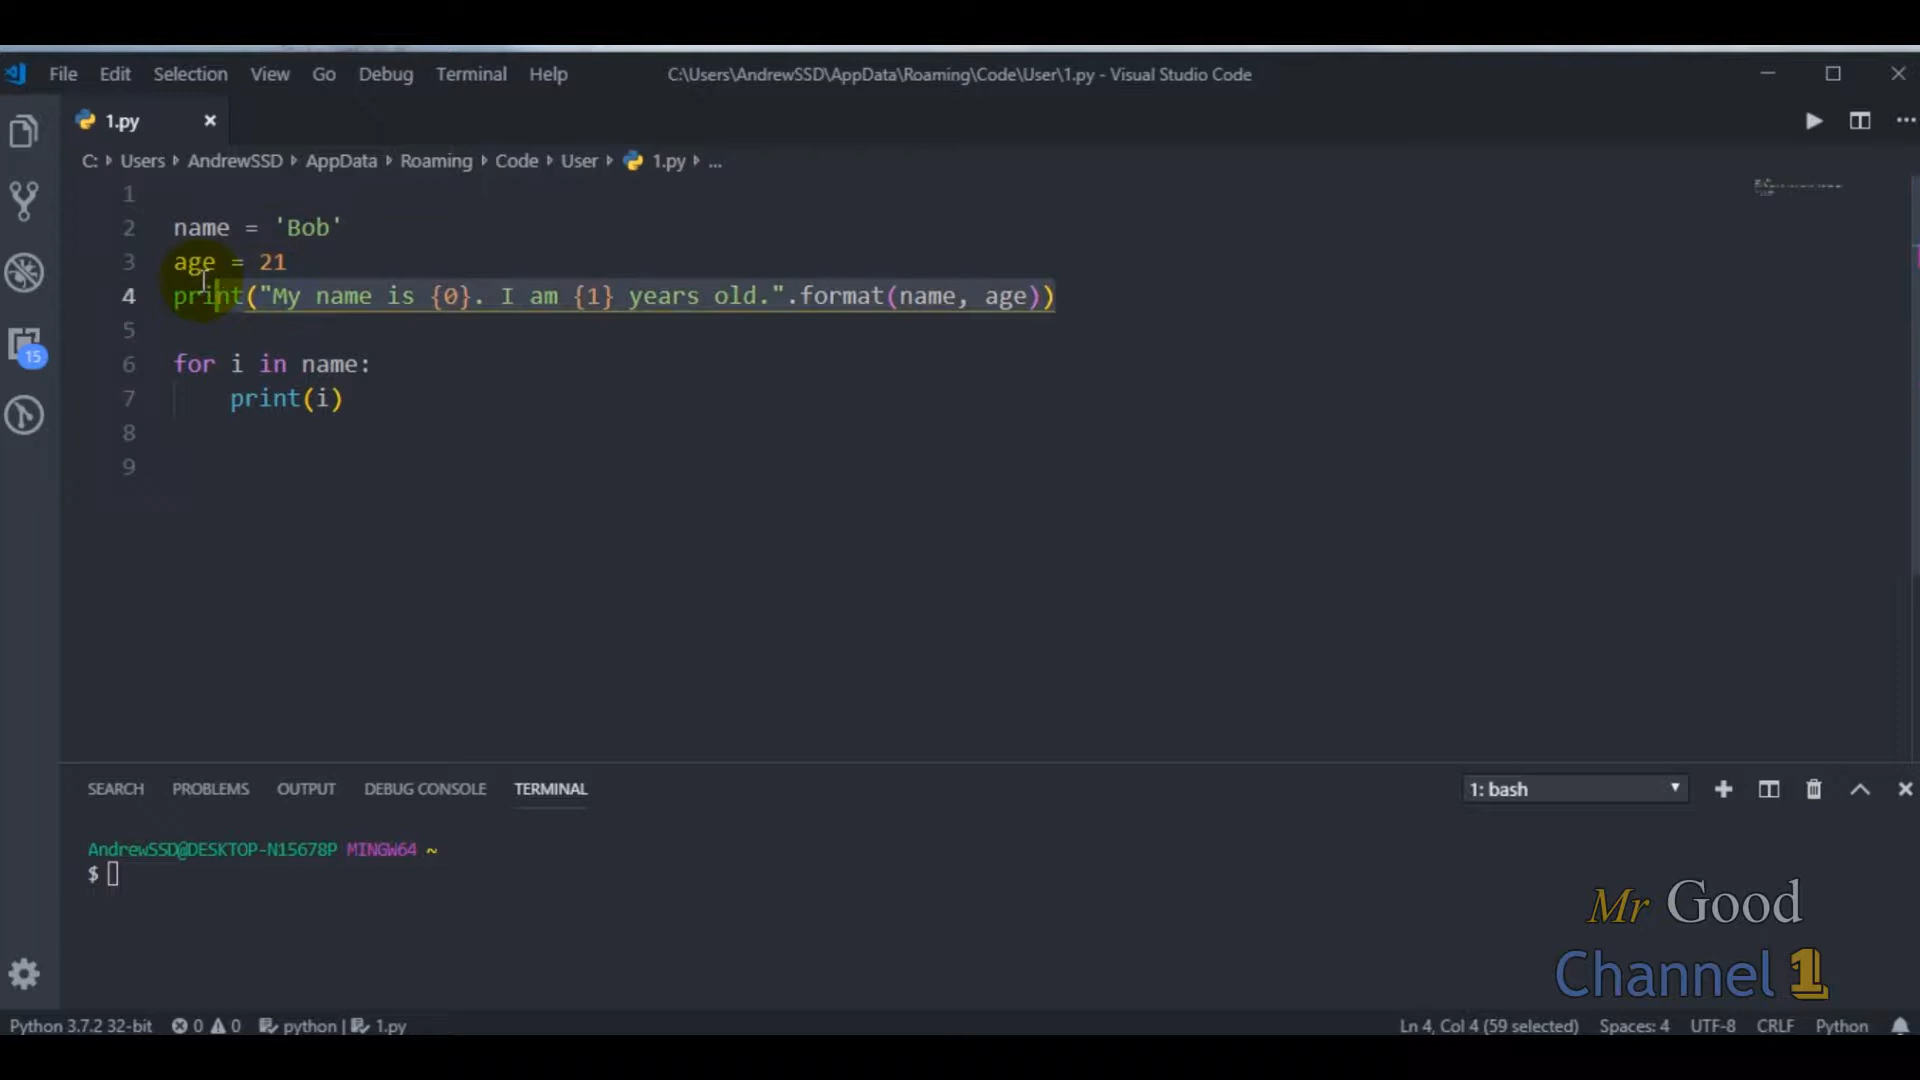 File Edit Selection View Go Debug Terminal Help C:\Users\AndrewSSD\AppData\Roaming\Code\User\1.py - Visual Studio Code
1.py
C: Users AndrewSSD AppData Roaming Code User 1.py ...
1
2 name = 'Bob'
3 age = 21
4 print("My name is {0}. I am {1} years old.".format(name, age))
5
6 for i in name:
7 print(i)
8
9
15
SEARCH PROBLEMS OUTPUT DEBUG CONSOLE TERMINAL 1: bash
AndrewSSD@DESKTOP-N15678P MINGW64 ~
$
Mr Good
Channel 1
Python 3.7.2 32-bit 0 0 python | 1.py Ln 4, Col 4 (59 selected) Spaces: 4 UTF-8 CRLF Python